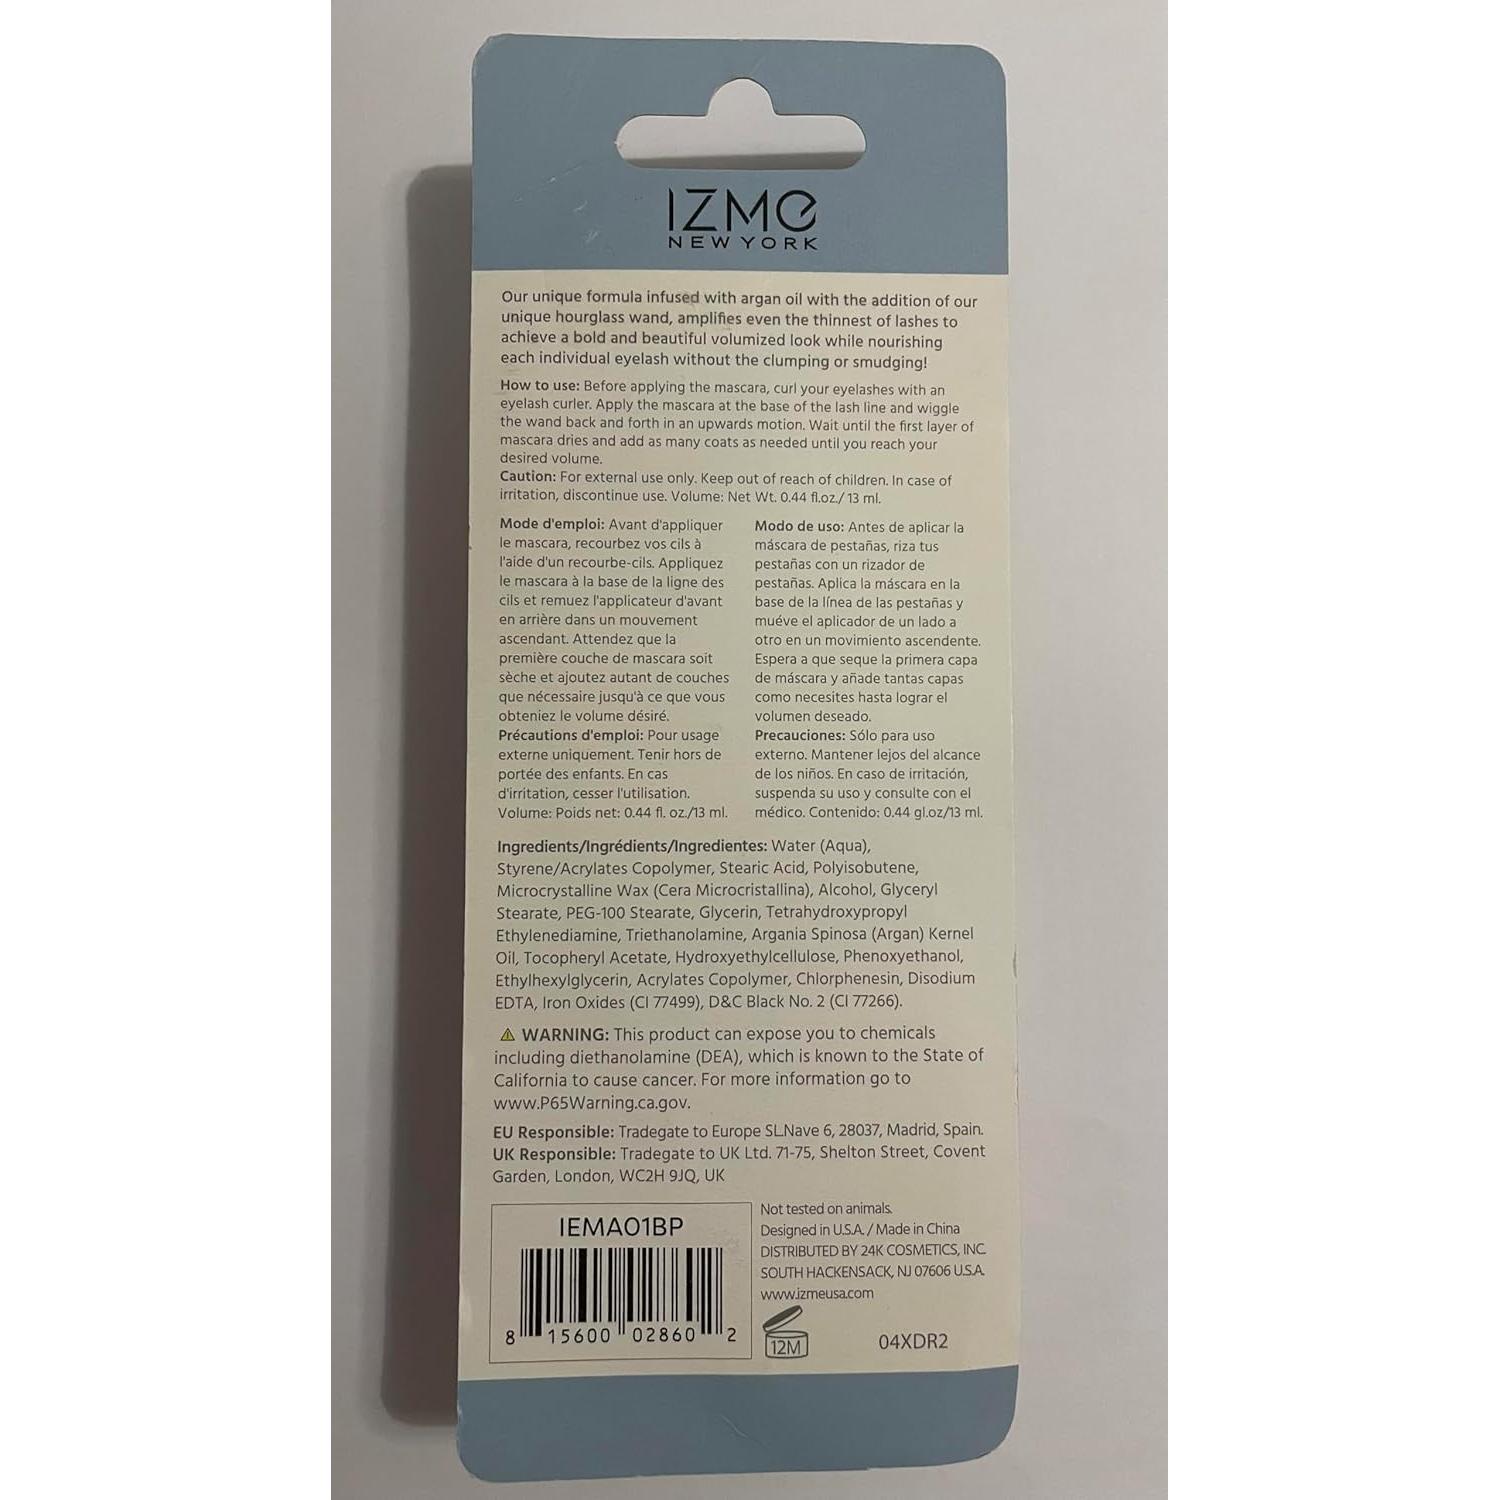 IZMe
NEW YORK
Our unique formula infused with argan oil with the addition of our
unique hourglass wand, amplifies even the thinnest of lashes to
achieve a bold and beautiful volumized look while nourishing
each individual eyelash without the clumping or smudging!
How to use: Before applying the mascara, curl your eyelashes with an
eyelash curler. Apply the mascara at the base of the lash line and wiggle
the wand back and forth in an upwards motion. Wait until the first layer of
mascara dries and add as many coats as needed until you reach your
desired volume.
Caution: For external use only. Keep out of reach of children. In case of
irritation, discontinue use. Volume: Net Wt. 0.44 fl.oz./ 13 ml.
Mode d'emploi: Avant d'appliquer
le mascara, recourbez vos cils à
l'aide d'un recourbe-cils. Appliquez
le mascara à la base de la ligne des
cils et remuez l'applicateur d'avant
en arrière dans un mouvement
ascendant. Attendez que la
première couche de mascara soit
sèche et ajoutez autant de couches
que nécessaire jusqu'à ce que vous
obteniez le volume désiré.
Précautions d'emploi: Pour usage
externe uniquement. Tenir hors de
portée des enfants. En cas
d'irritation, cesser l'utilisation.
Volume: Poids net: 0.44 fl. oz./13 ml.
Modo de uso: Antes de aplicar la
máscara de pestañas, riza tus
pestañas con un rizador de
pestañas. Aplica la máscara en la
base de la línea de las pestañas y
muéve el aplicador de un lado a
otro en un movimiento ascendente.
Espera a que seque la primera capa
de máscara y añade tantas capas
como necesites hasta lograr el
volumen deseado.
Precauciones: Sólo para uso
externo. Mantener lejos del alcance
de los niños. En caso de irritación,
suspenda su uso y consulte con el
médico. Contenido: 0.44 gl.oz/13 ml.
Ingredients/Ingrédients/Ingredientes: Water (Aqua),
Styrene/Acrylates Copolymer, Stearic Acid, Polyisobutene,
Microcrystalline Wax (Cera Microcristallina), Alcohol, Glyceryl
Stearate, PEG-100 Stearate, Glycerin, Tetrahydroxypropyl
Ethylenediamine, Triethanolamine, Argania Spinosa (Argan) Kernel
Oil, Tocopheryl Acetate, Hydroxyethylcellulose, Phenoxyethanol,
Ethylhexylglycerin, Acrylates Copolymer, Chlorphenesin, Disodium
EDTA, Iron Oxides (CI 77499), D&C Black No. 2 (CI 77266).
⚠ WARNING: This product can expose you to chemicals
including diethanolamine (DEA), which is known to the State of
California to cause cancer. For more information go to
www.P65Warning.ca.gov.
EU Responsible: Tradegate to Europe SL.Nave 6, 28037, Madrid, Spain.
UK Responsible: Tradegate to UK Ltd. 71-75, Shelton Street, Covent
Garden, London, WC2H 9JQ, UK
IEMA01BP
8 15600 02860 2
Not tested on animals.
Designed in U.S.A. / Made in China
DISTRIBUTED BY 24K COSMETICS, INC.
SOUTH HACKENSACK, NJ 07606 U.S.A.
www.izmeusa.com
12M
04XDR2